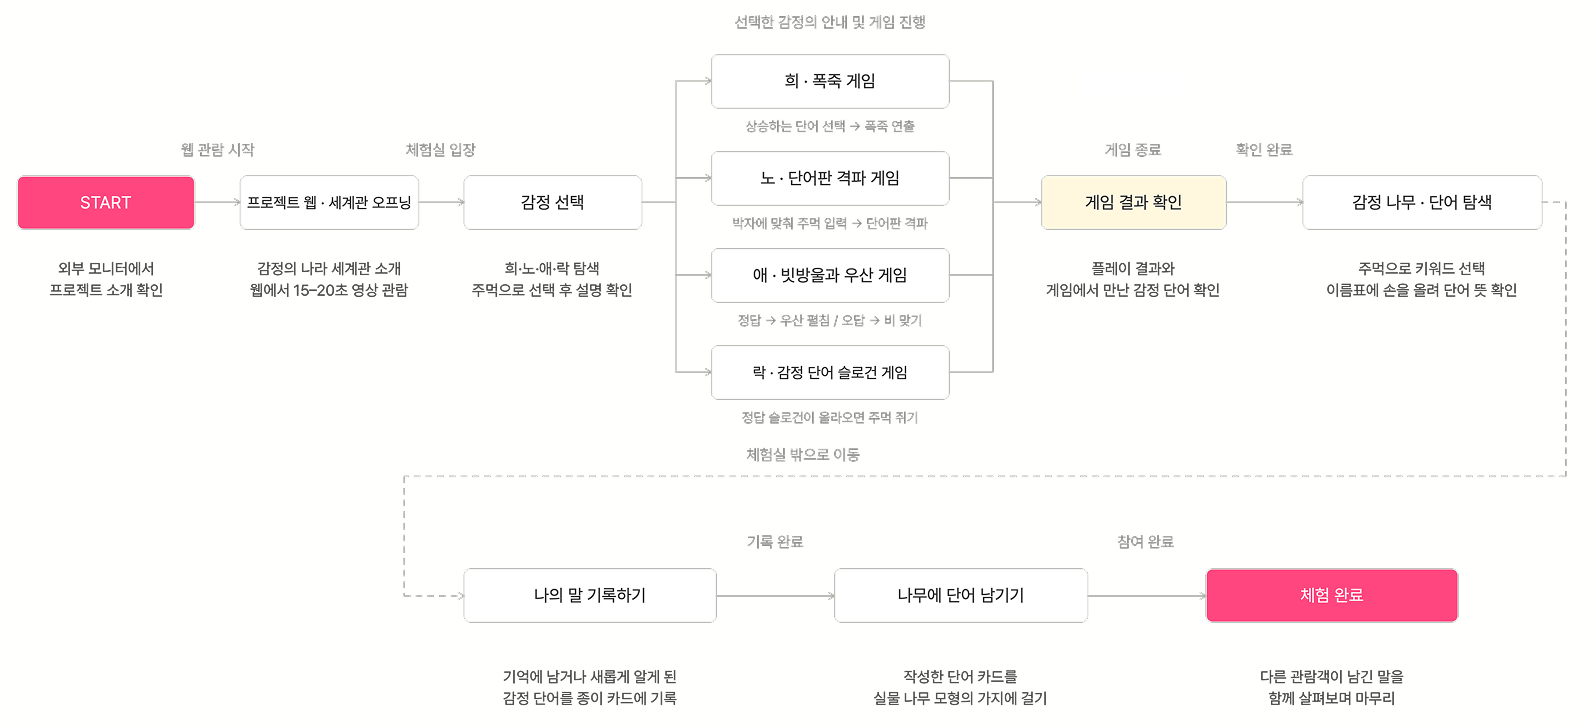 선택한 감정의 안내 및 게임 진행
희 · 폭죽 게임
상승하는 단어 선택 → 폭죽 연출
웹 관람 시작
체험실 입장
노 · 단어판 격파 게임
게임 종료
확인 완료
START
프로젝트 웹 · 세계관 오프닝
감정 선택
게임 결과 확인
감정 나무 · 단어 탐색
박자에 맞춰 주먹 입력 → 단어판 격파
외부 모니터에서
프로젝트 소개 확인
감정의 나라 세계관 소개
웹에서 15–20초 영상 관람
희·노·애·락 탐색
주먹으로 선택 후 설명 확인
애 · 빗방울과 우산 게임
플레이 결과와
게임에서 만난 감정 단어 확인
주먹으로 키워드 선택
이름표에 손을 올려 단어 뜻 확인
정답 → 우산 펼침 / 오답 → 비 맞기
락 · 감정 단어 슬로건 게임
정답 슬로건이 올라오면 주먹 쥐기
체험실 밖으로 이동
기록 완료
참여 완료
나의 말 기록하기
나무에 단어 남기기
체험 완료
기억에 남거나 새롭게 알게 된
감정 단어를 종이 카드에 기록
작성한 단어 카드를
실물 나무 모형의 가지에 걸기
다른 관람객이 남긴 말을
함께 살펴보며 마무리